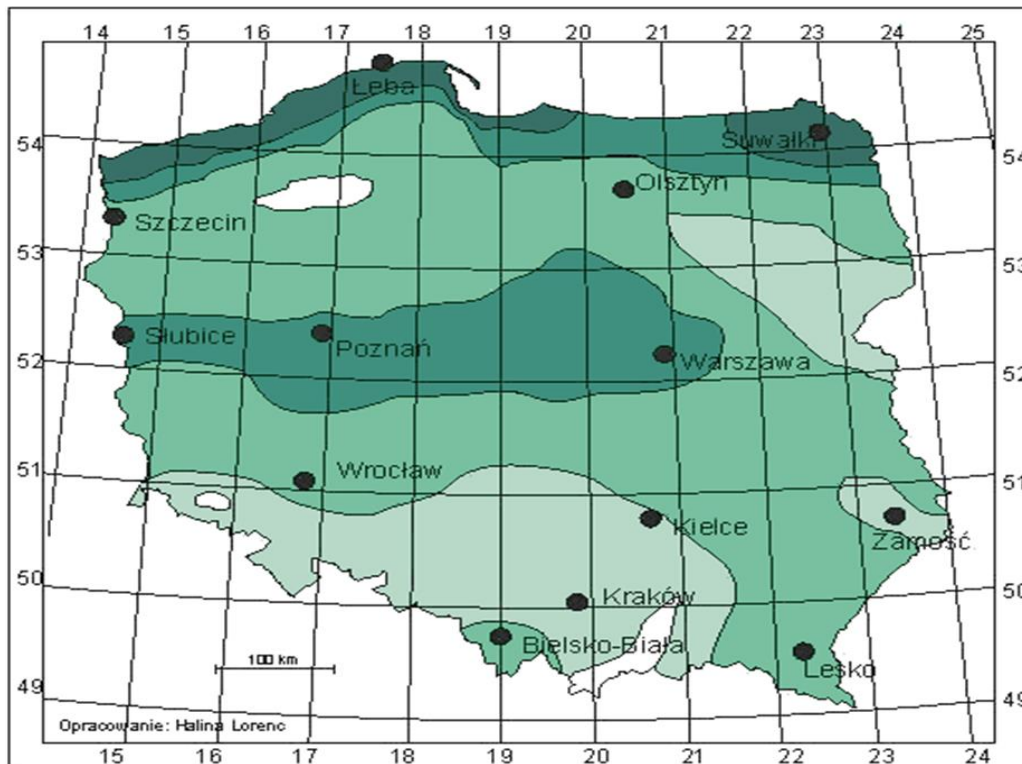 14 15 16 17 18 19 20 21 22 23 24 25
Łeba
54
Suwałki
54
Olsztyn
Szczecin
53
53
Słubice
Poznań
52
Warszawa
52
51
Wrocław
51
Kielce
Zamość
50
50
Kraków
Bielsko-Biała
Lesko
100 km
49
49
Opracowanie: Halina Lorenc
15 16 17 18 19 20 21 22 23 24